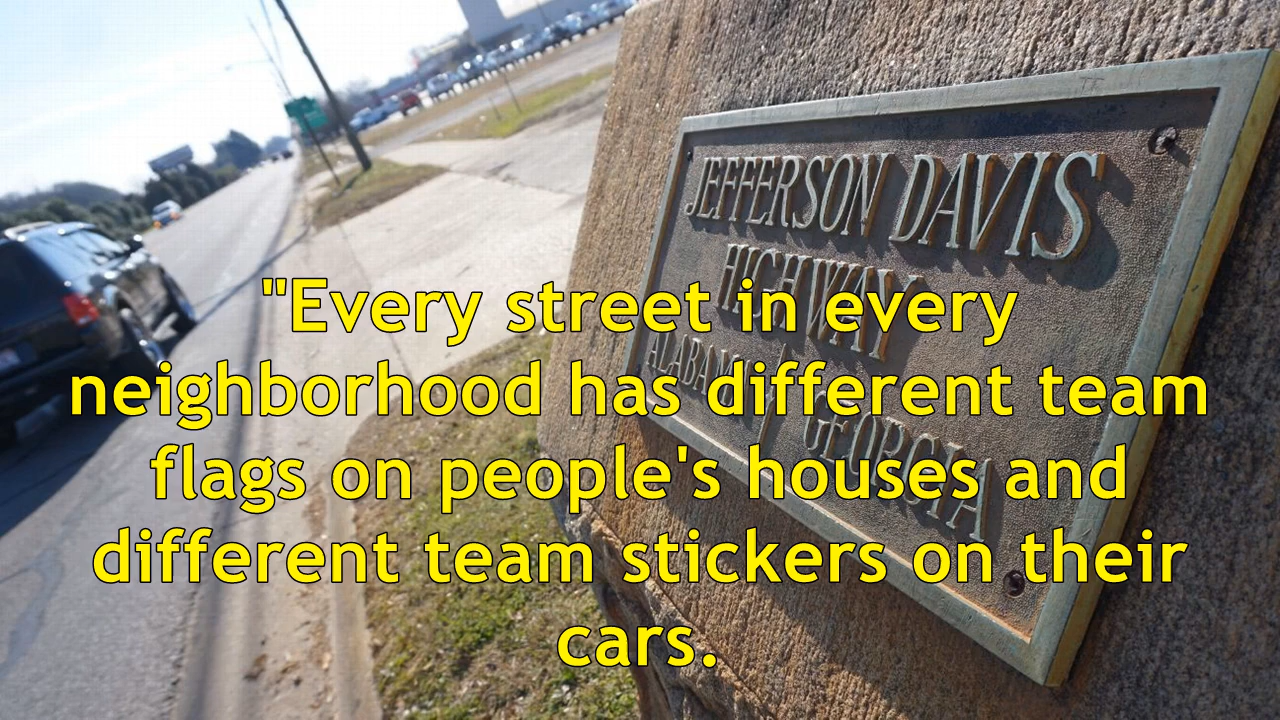 JEFFERSON DAVIS
HIGHWAY
ALABAMA
GEORGIA
"Every street in every
neighborhood has different team
flags on people's houses and
different team stickers on their
cars.